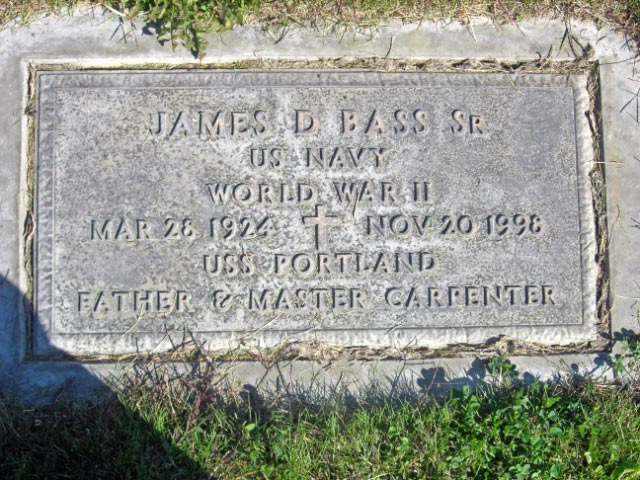 JAMES D BASS SR
US NAVY
WORLD WAR II
MAR 28 1924 NOV 20 1998
USS PORTLAND
FATHER & MASTER CARPENTER